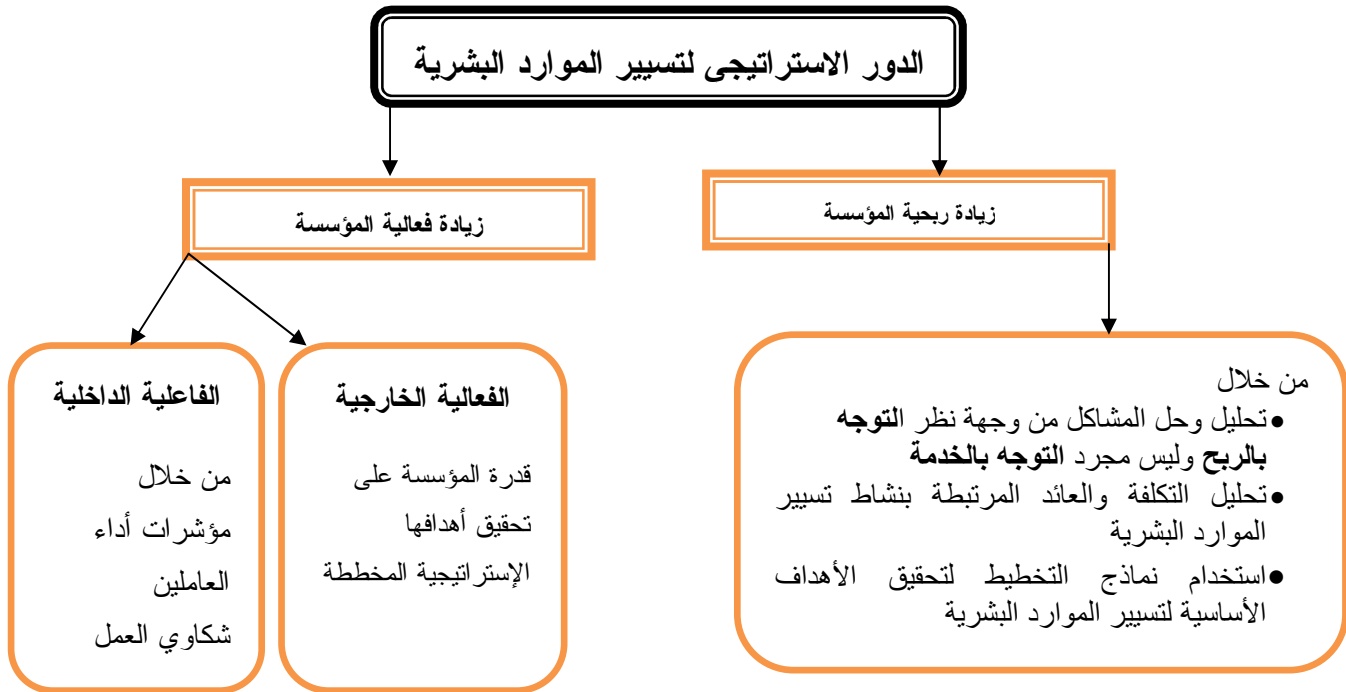 الدور الاستراتيجى لتسيير الموارد البشرية
زيادة ربحية المؤسسة
زيادة فعالية المؤسسة
من خلال
●تحليل وحل المشاكل من وجهة نظر التوجه
بالربح وليس مجرد التوجه بالخدمة
●تحليل التكلفة والعائد المرتبطة بنشاط تسيير
الموارد البشرية
●استخدام نماذج التخطيط لتحقيق الأهداف
الأساسية لتسيير الموارد البشرية
الفعالية الخارجية
قدرة المؤسسة على
تحقيق أهدافها
الإستراتيجية المخططة
الفاعلية الداخلية
من خلال
مؤشرات أداء
العاملين
شكاوي العمل